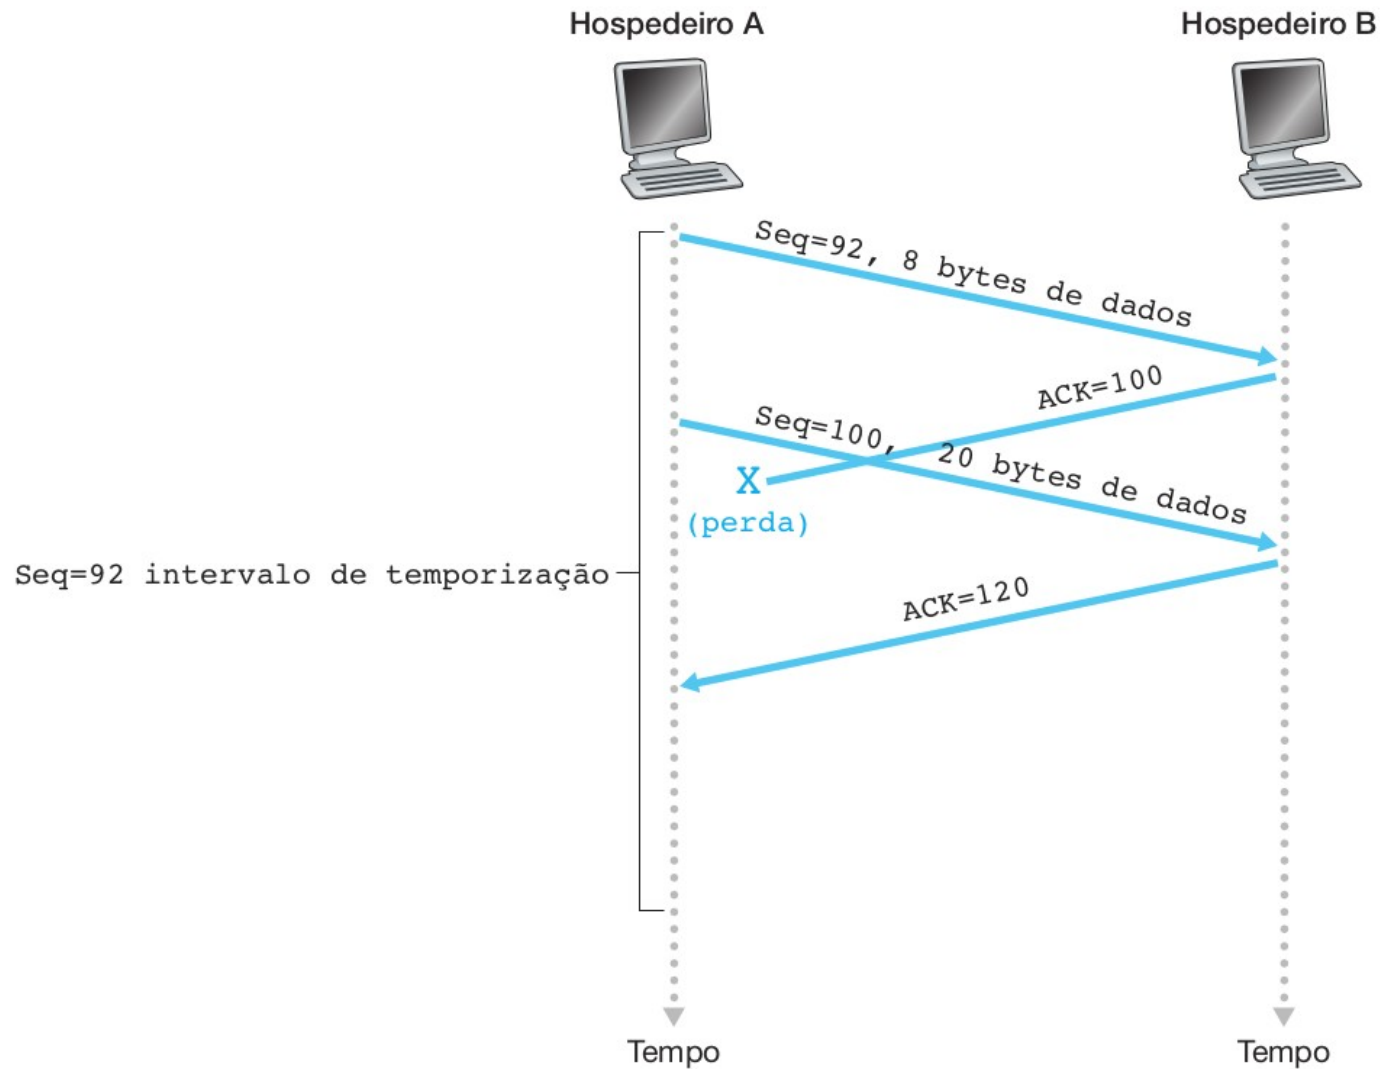 Hospedeiro A
Hospedeiro B
Seq=92, 8 bytes de dados
ACK=100
Seq=100, 20 bytes de dados
X
(perda)
Seq=92 intervalo de temporização
ACK=120
Tempo
Tempo